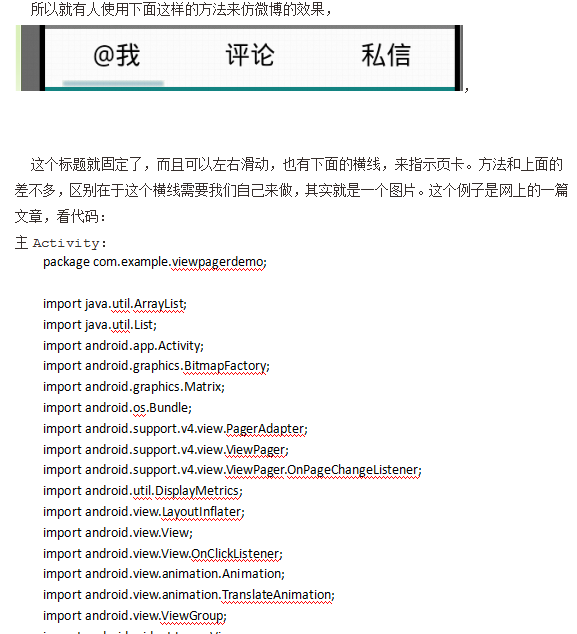 所以就有人使用下面这样的方法来仿微博的效果，
@我 评论 私信
，
这个标题就固定了，而且可以左右滑动，也有下面的横线，来指示页卡。方法和上面的
差不多，区别在于这个横线需要我们自己来做，其实就是一个图片。这个例子是网上的一篇
文章，看代码：
主 Activity：
package com.example.viewpagerdemo;
import java.util.ArrayList;
import java.util.List;
import android.app.Activity;
import android.graphics.BitmapFactory;
import android.graphics.Matrix;
import android.os.Bundle;
import android.support.v4.view.PagerAdapter;
import android.support.v4.view.ViewPager;
import android.support.v4.view.ViewPager.OnPageChangeListener;
import android.util.DisplayMetrics;
import android.view.LayoutInflater;
import android.view.View;
import android.view.View.OnClickListener;
import android.view.animation.Animation;
import android.view.animation.TranslateAnimation;
import android.view.ViewGroup;